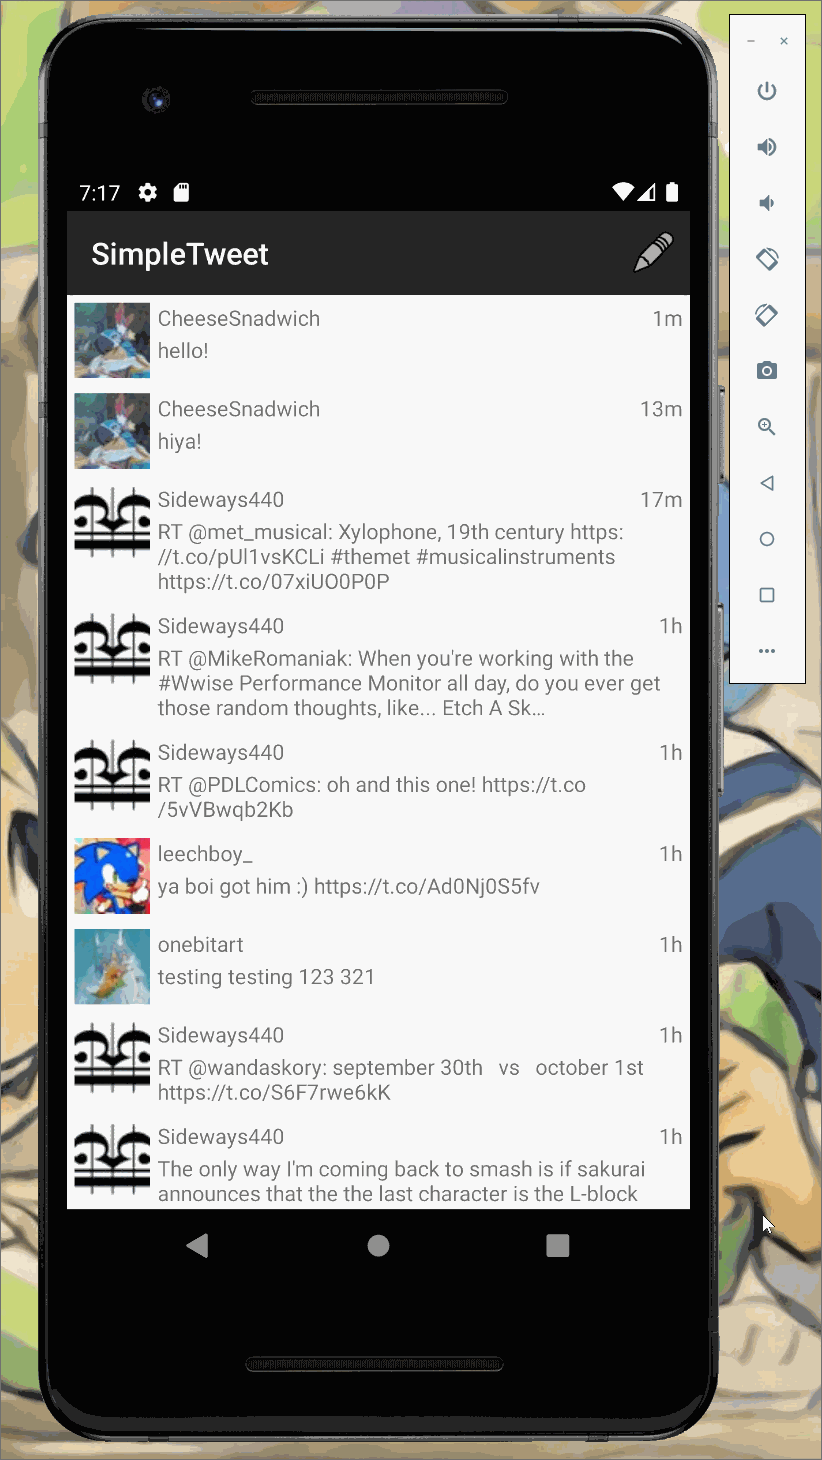 7:17
SimpleTweet
CheeseSnadwich 1m
hello!
CheeseSnadwich 13m
hiya!
Sideways440 17m
RT @met_musical: Xylophone, 19th century https:
//t.co/pUl1vsKCLi #themet #musicalinstruments
https://t.co/07xiUO0P0P
Sideways440 1h
RT @MikeRomaniak: When you're working with the
#Wwise Performance Monitor all day, do you ever get
those random thoughts, like... Etch A Sk…
Sideways440 1h
RT @PDLComics: oh and this one! https://t.co
/5vVBwqb2Kb
leechboy_ 1h
ya boi got him :) https://t.co/Ad0Nj0S5fv
onebitart 1h
testing testing 123 321
Sideways440 1h
RT @wandaskory: september 30th   vs   october 1st
https://t.co/S6F7rwe6kK
Sideways440 1h
The only way I'm coming back to smash is if sakurai
announces that the the last character is the L-block